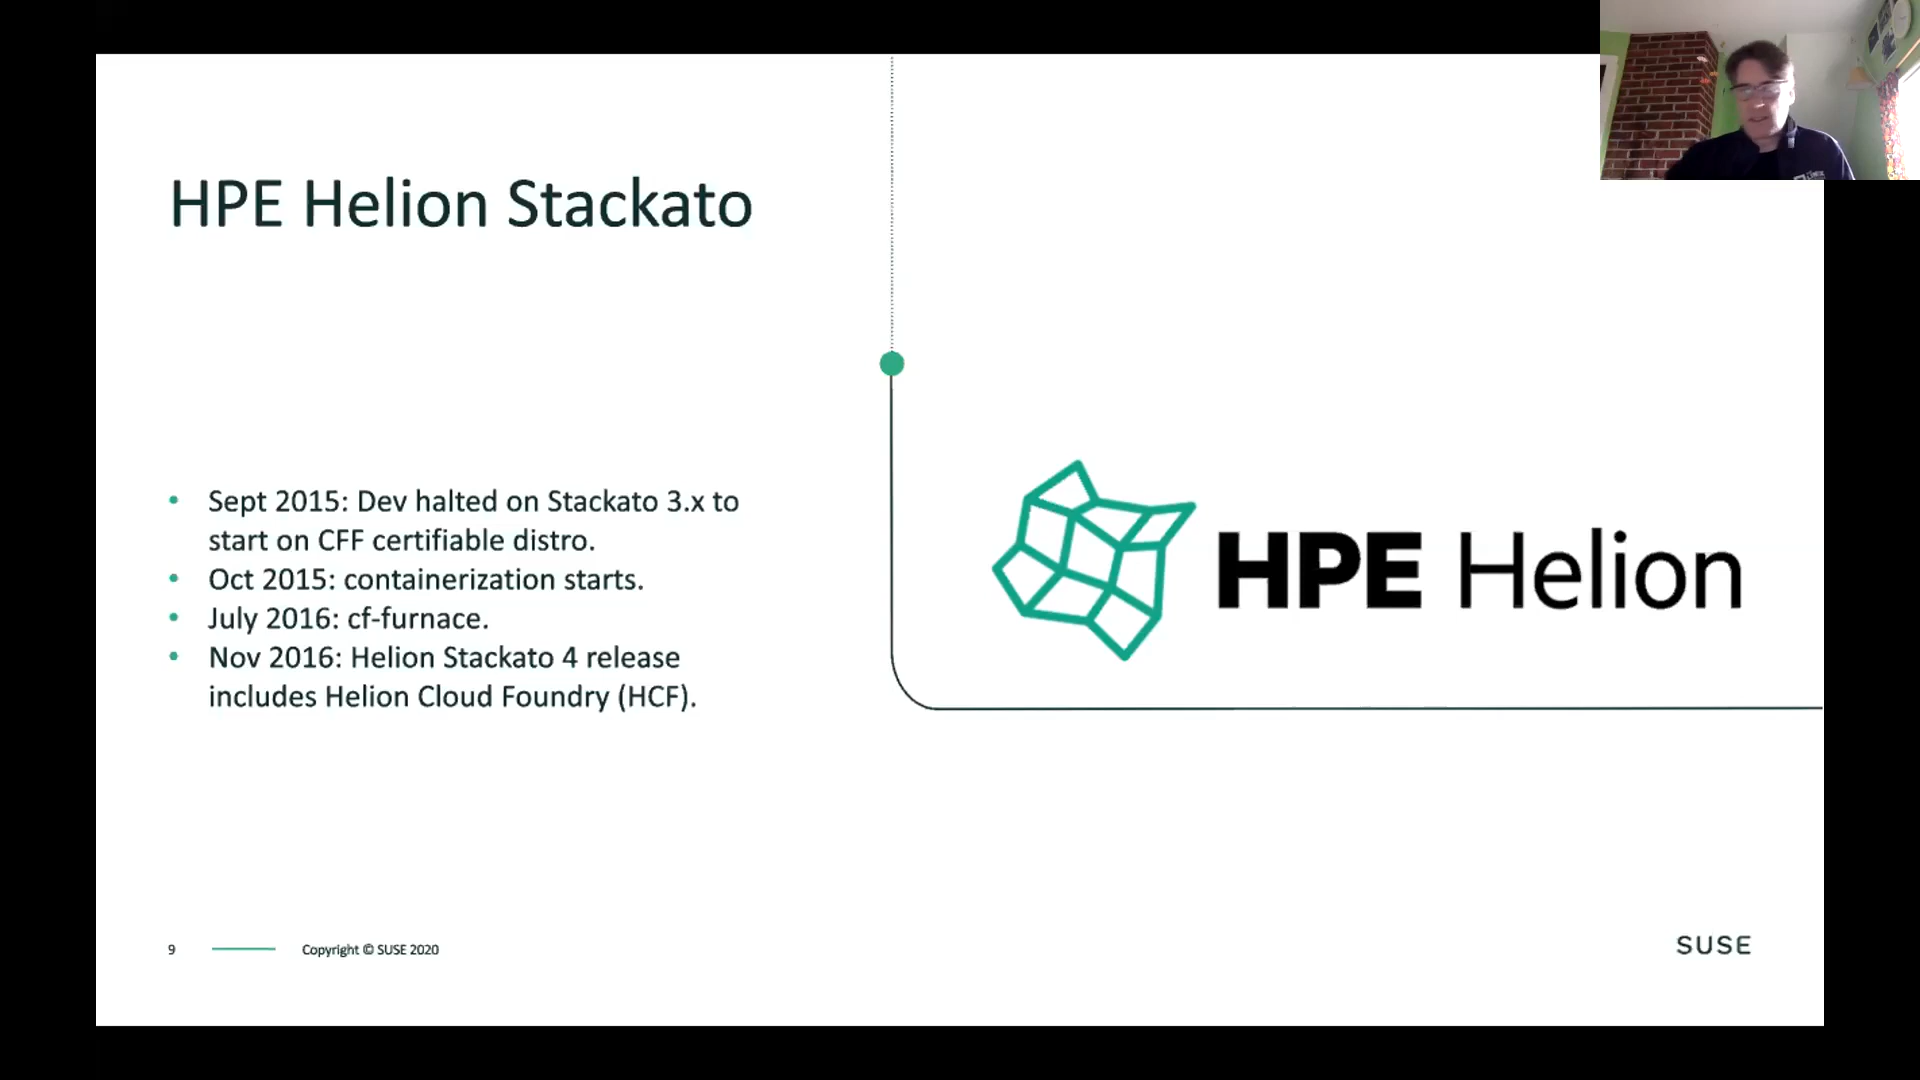 HPE Helion Stackato
• Sept 2015: Dev halted on Stackato 3.x to
start on CFF certifiable distro.
• Oct 2015: containerization starts.
• July 2016: cf-furnace.
• Nov 2016: Helion Stackato 4 release
includes Helion Cloud Foundry (HCF).
HPE Helion
9
Copyright © SUSE 2020
SUSE